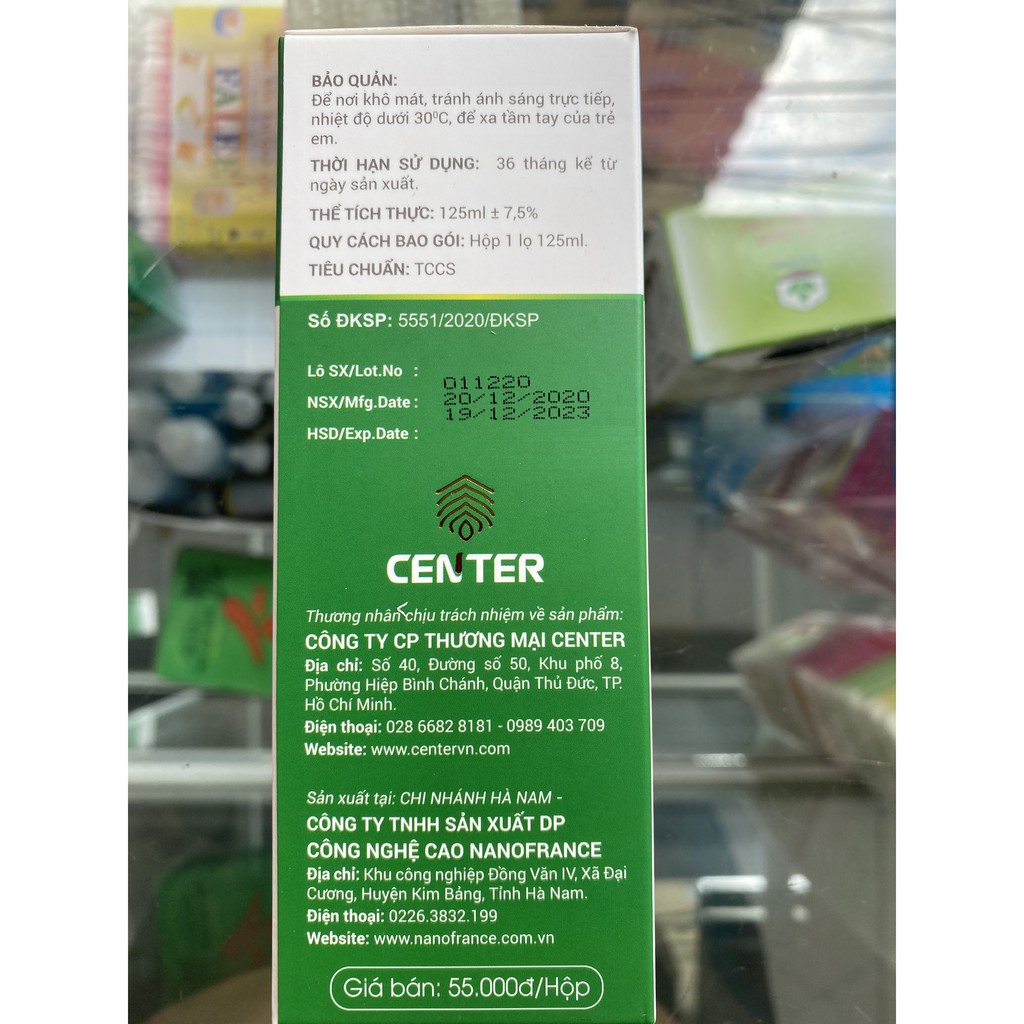 BẢO QUẢN:
Để nơi khô mát, tránh ánh sáng trực tiếp,
nhiệt độ dưới 30⁰C, để xa tầm tay của trẻ
em.
THỜI HẠN SỬ DỤNG: 36 tháng kể từ
ngày sản xuất.
THỂ TÍCH THỰC: 125ml ± 7,5%
QUY CÁCH BAO GÓI: Hộp 1 lọ 125ml.
TIÊU CHUẨN: TCCS
Số ĐKSP: 5551/2020/ĐKSP
Lô SX/Lot.No :
011220
NSX/Mfg.Date :
20/12/2020
19/12/2023
HSD/Exp.Date :
CENTER
Thương nhân chịu trách nhiệm về sản phẩm:
CÔNG TY CP THƯƠNG MẠI CENTER
Địa chỉ: Số 40, Đường số 50, Khu phố 8,
Phường Hiệp Bình Chánh, Quận Thủ Đức, TP.
Hồ Chí Minh.
Điện thoại: 028 6682 8181 - 0989 403 709
Website: www.centervn.com
Sản xuất tại: CHI NHÁNH HÀ NAM -
CÔNG TY TNHH SẢN XUẤT DP
CÔNG NGHỆ CAO NANOFRANCE
Địa chỉ: Khu công nghiệp Đồng Văn IV, Xã Đại
Cương, Huyện Kim Bảng, Tỉnh Hà Nam.
Điện thoại: 0226.3832.199
Website: www.nanofrance.com.vn
Giá bán: 55.000đ/Hộp